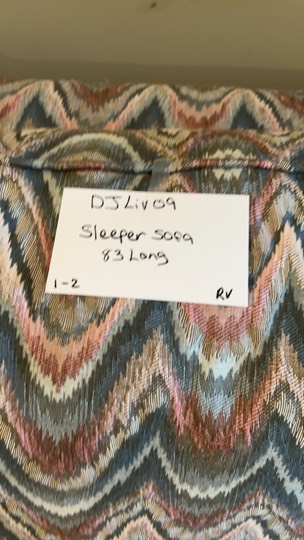 DJLiv09
Sleeper Sofa
83 Long
1-2
RV